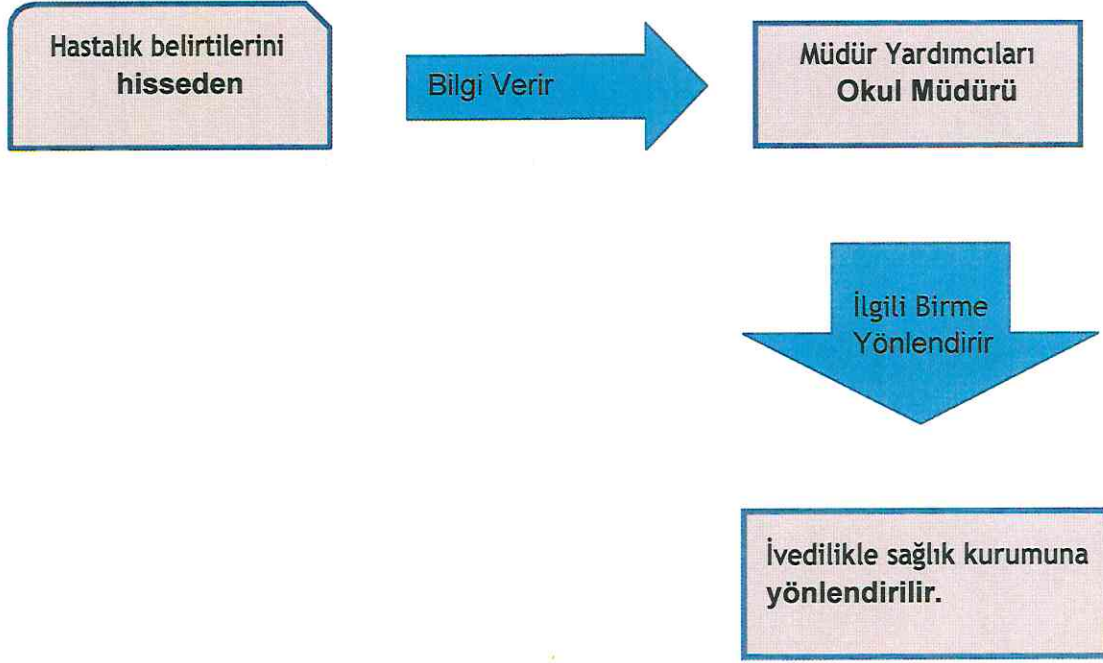 Hastalık belirtilerini
hisseden
Bilgi Verir
Müdür Yardımcıları
Okul Müdürü
İlgili Birme
Yönlendirir
İvedilikle sağlık kurumuna
yönlendirilir.